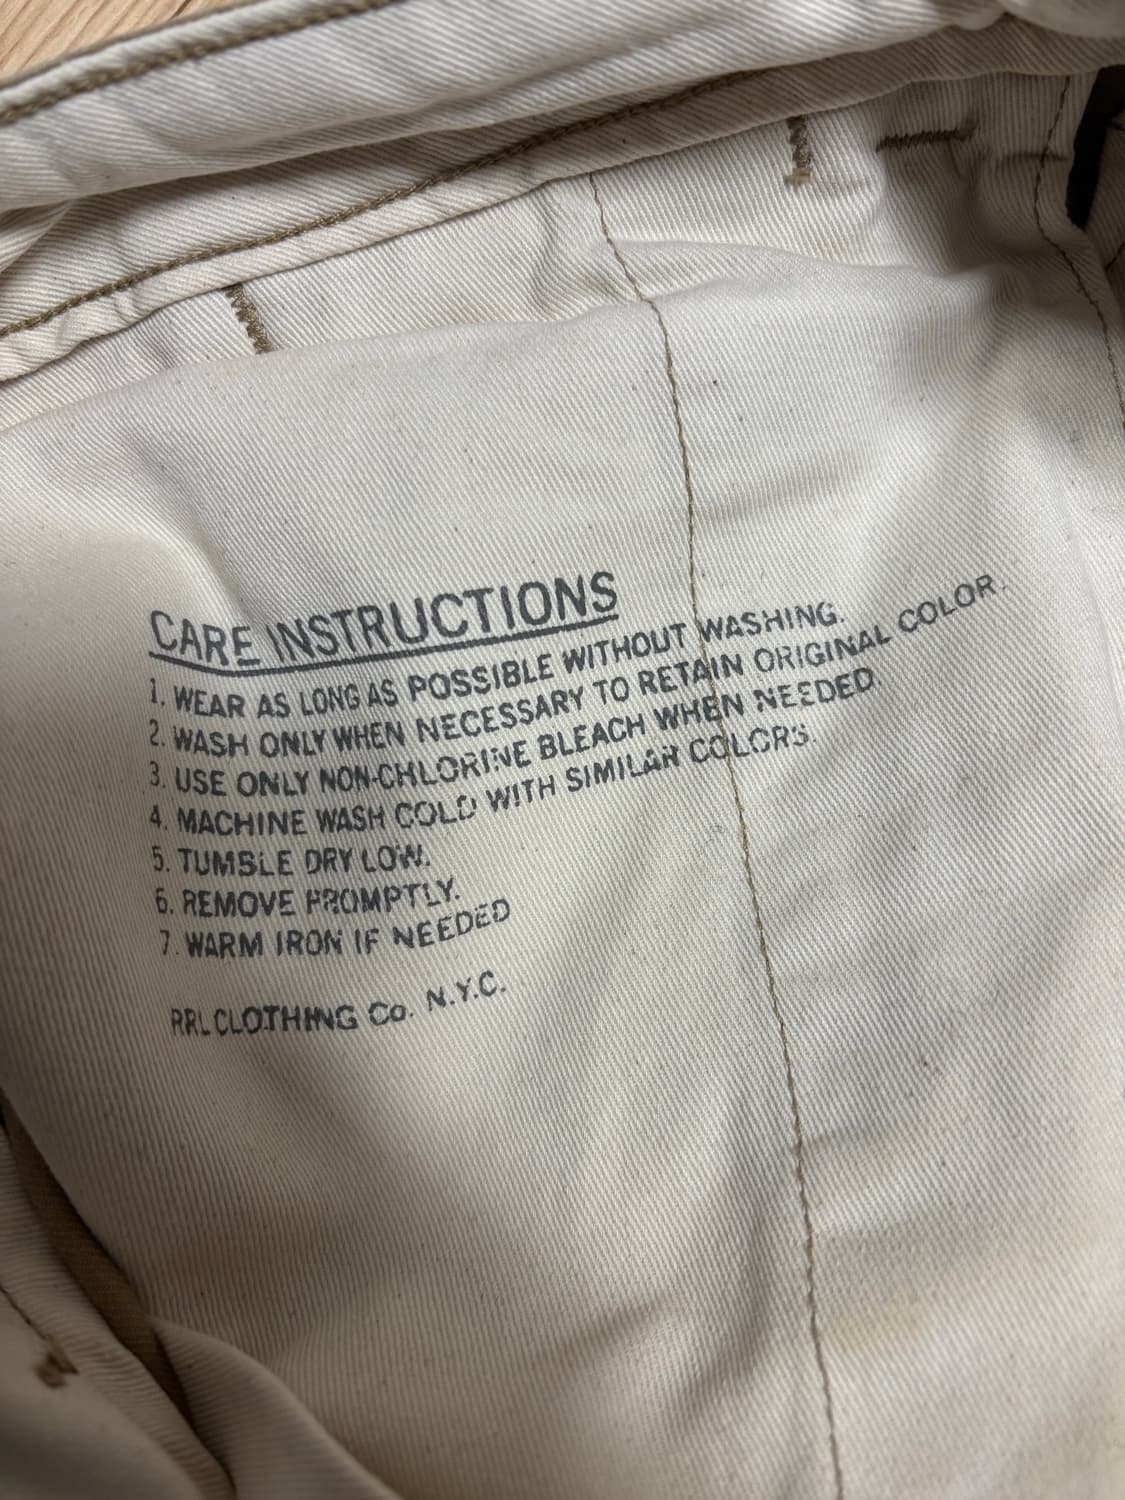 CARE INSTRUCTIONS
1. WEAR AS LONG AS POSSIBLE WITHOUT WASHING.
2. WASH ONLY WHEN NECESSARY TO RETAIN ORIGINAL COLOR.
3. USE ONLY NON-CHLORINE BLEACH WHEN NEEDED.
4. MACHINE WASH COLD WITH SIMILAR COLORS.
5. TUMBLE DRY LOW.
6. REMOVE PROMPTLY.
7. WARM IRON IF NEEDED
RRL CLOTHING Co. N.Y.C.